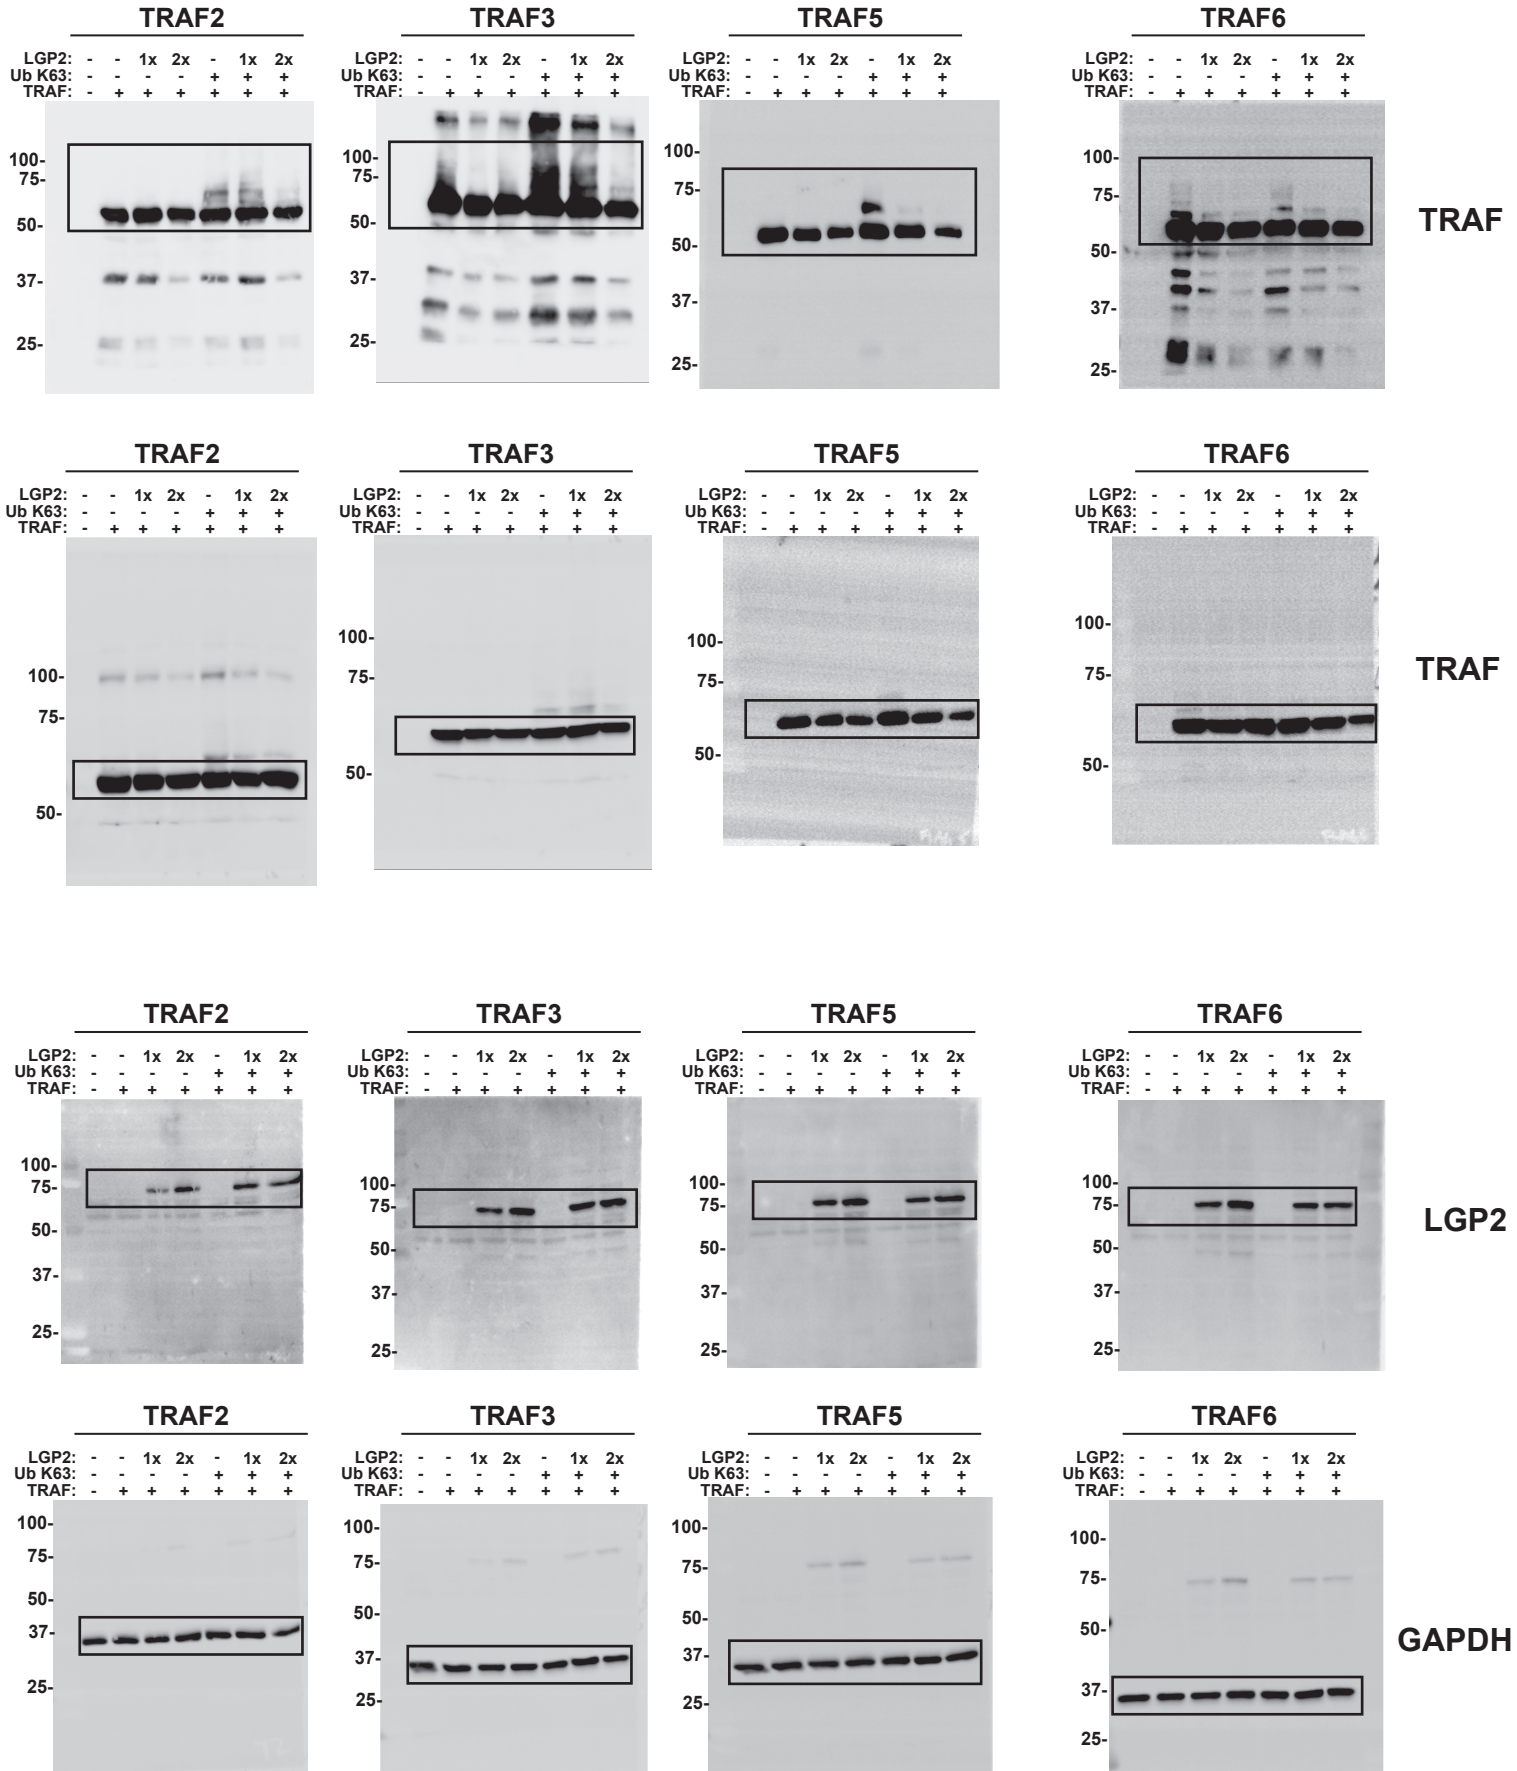 TRAF2 TRAF3 TRAF5 TRAF6
LGP2: - - 1x 2x - 1x 2x LGP2: - - 1x 2x - 1x 2x LGP2: - - 1x 2x - 1x 2x LGP2: - - 1x 2x - 1x 2x
Ub K63: - - - - + + + Ub K63: - - - - + + + Ub K63: - - - - + + + Ub K63: - - - - + + +
TRAF: - + + + + + + TRAF: - + + + + + + TRAF: - + + + + + + TRAF: - + + + + + +
100- 100- 100- 100-
75- 75- 75- 75-
50- 50- 50- 50-
37- 37- 37- 37-
25- 25- 25- 25-
TRAF
TRAF2 TRAF3 TRAF5 TRAF6
LGP2: - - 1x 2x - 1x 2x LGP2: - - 1x 2x - 1x 2x LGP2: - - 1x 2x - 1x 2x LGP2: - - 1x 2x - 1x 2x
Ub K63: - - - - + + + Ub K63: - - - - + + + Ub K63: - - - - + + + Ub K63: - - - - + + +
TRAF: - + + + + + + TRAF: - + + + + + + TRAF: - + + + + + + TRAF: - + + + + + +
100- 100- 100- 100-
75- 75- 75- 75-
50- 50- 50- 50-
TRAF
TRAF2 TRAF3 TRAF5 TRAF6
LGP2: - - 1x 2x - 1x 2x LGP2: - - 1x 2x - 1x 2x LGP2: - - 1x 2x - 1x 2x LGP2: - - 1x 2x - 1x 2x
Ub K63: - - - - + + + Ub K63: - - - - + + + Ub K63: - - - - + + + Ub K63: - - - - + + +
TRAF: - + + + + + + TRAF: - + + + + + + TRAF: - + + + + + + TRAF: - + + + + + +
100- 100- 100- 100-
75- 75- 75- 75-
50- 50- 50- 50-
37- 37- 37- 37-
25- 25- 25- 25-
LGP2
TRAF2 TRAF3 TRAF5 TRAF6
LGP2: - - 1x 2x - 1x 2x LGP2: - - 1x 2x - 1x 2x LGP2: - - 1x 2x - 1x 2x LGP2: - - 1x 2x - 1x 2x
Ub K63: - - - - + + + Ub K63: - - - - + + + Ub K63: - - - - + + + Ub K63: - - - - + + +
TRAF: - + + + + + + TRAF: - + + + + + + TRAF: - + + + + + + TRAF: - + + + + + +
100- 100- 100- 100-
75- 75- 75- 75-
50- 50- 50- 50-
37- 37- 37- 37-
25- 25- 25- 25-
GAPDH